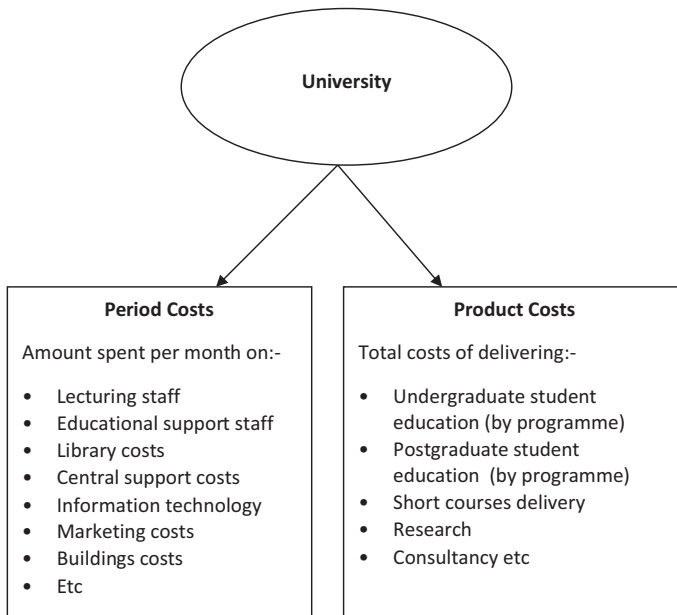 University
Period Costs
Amount spent per month on:-
• Lecturing staff
• Educational support staff
• Library costs
• Central support costs
• Information technology
• Marketing costs
• Buildings costs
• Etc
Product Costs
Total costs of delivering:-
• Undergraduate student
education (by programme)
• Postgraduate student
education (by programme)
• Short courses delivery
• Research
• Consultancy etc